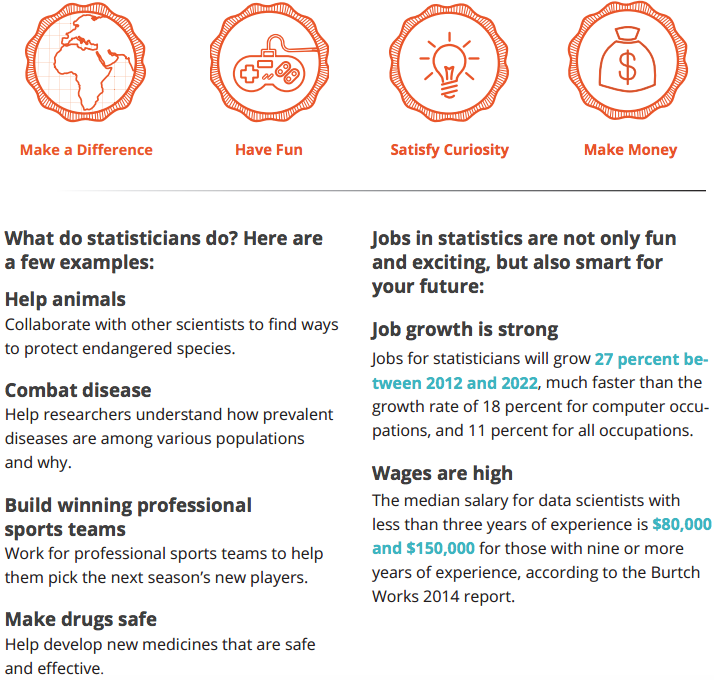 Make a Difference
Have Fun
Satisfy Curiosity
$
Make Money
What do statisticians do? Here are
a few examples:
Help animals
Collaborate with other scientists to find ways
to protect endangered species.
Combat disease
Help researchers understand how prevalent
diseases are among various populations
and why.
Build winning professional
sports teams
Work for professional sports teams to help
them pick the next season’s new players.
Make drugs safe
Help develop new medicines that are safe
and effective.
Jobs in statistics are not only fun
and exciting, but also smart for
your future:
Job growth is strong
Jobs for statisticians will grow 27 percent be-
tween 2012 and 2022, much faster than the
growth rate of 18 percent for computer occu-
pations, and 11 percent for all occupations.
Wages are high
The median salary for data scientists with
less than three years of experience is $80,000
and $150,000 for those with nine or more
years of experience, according to the Burtch
Works 2014 report.